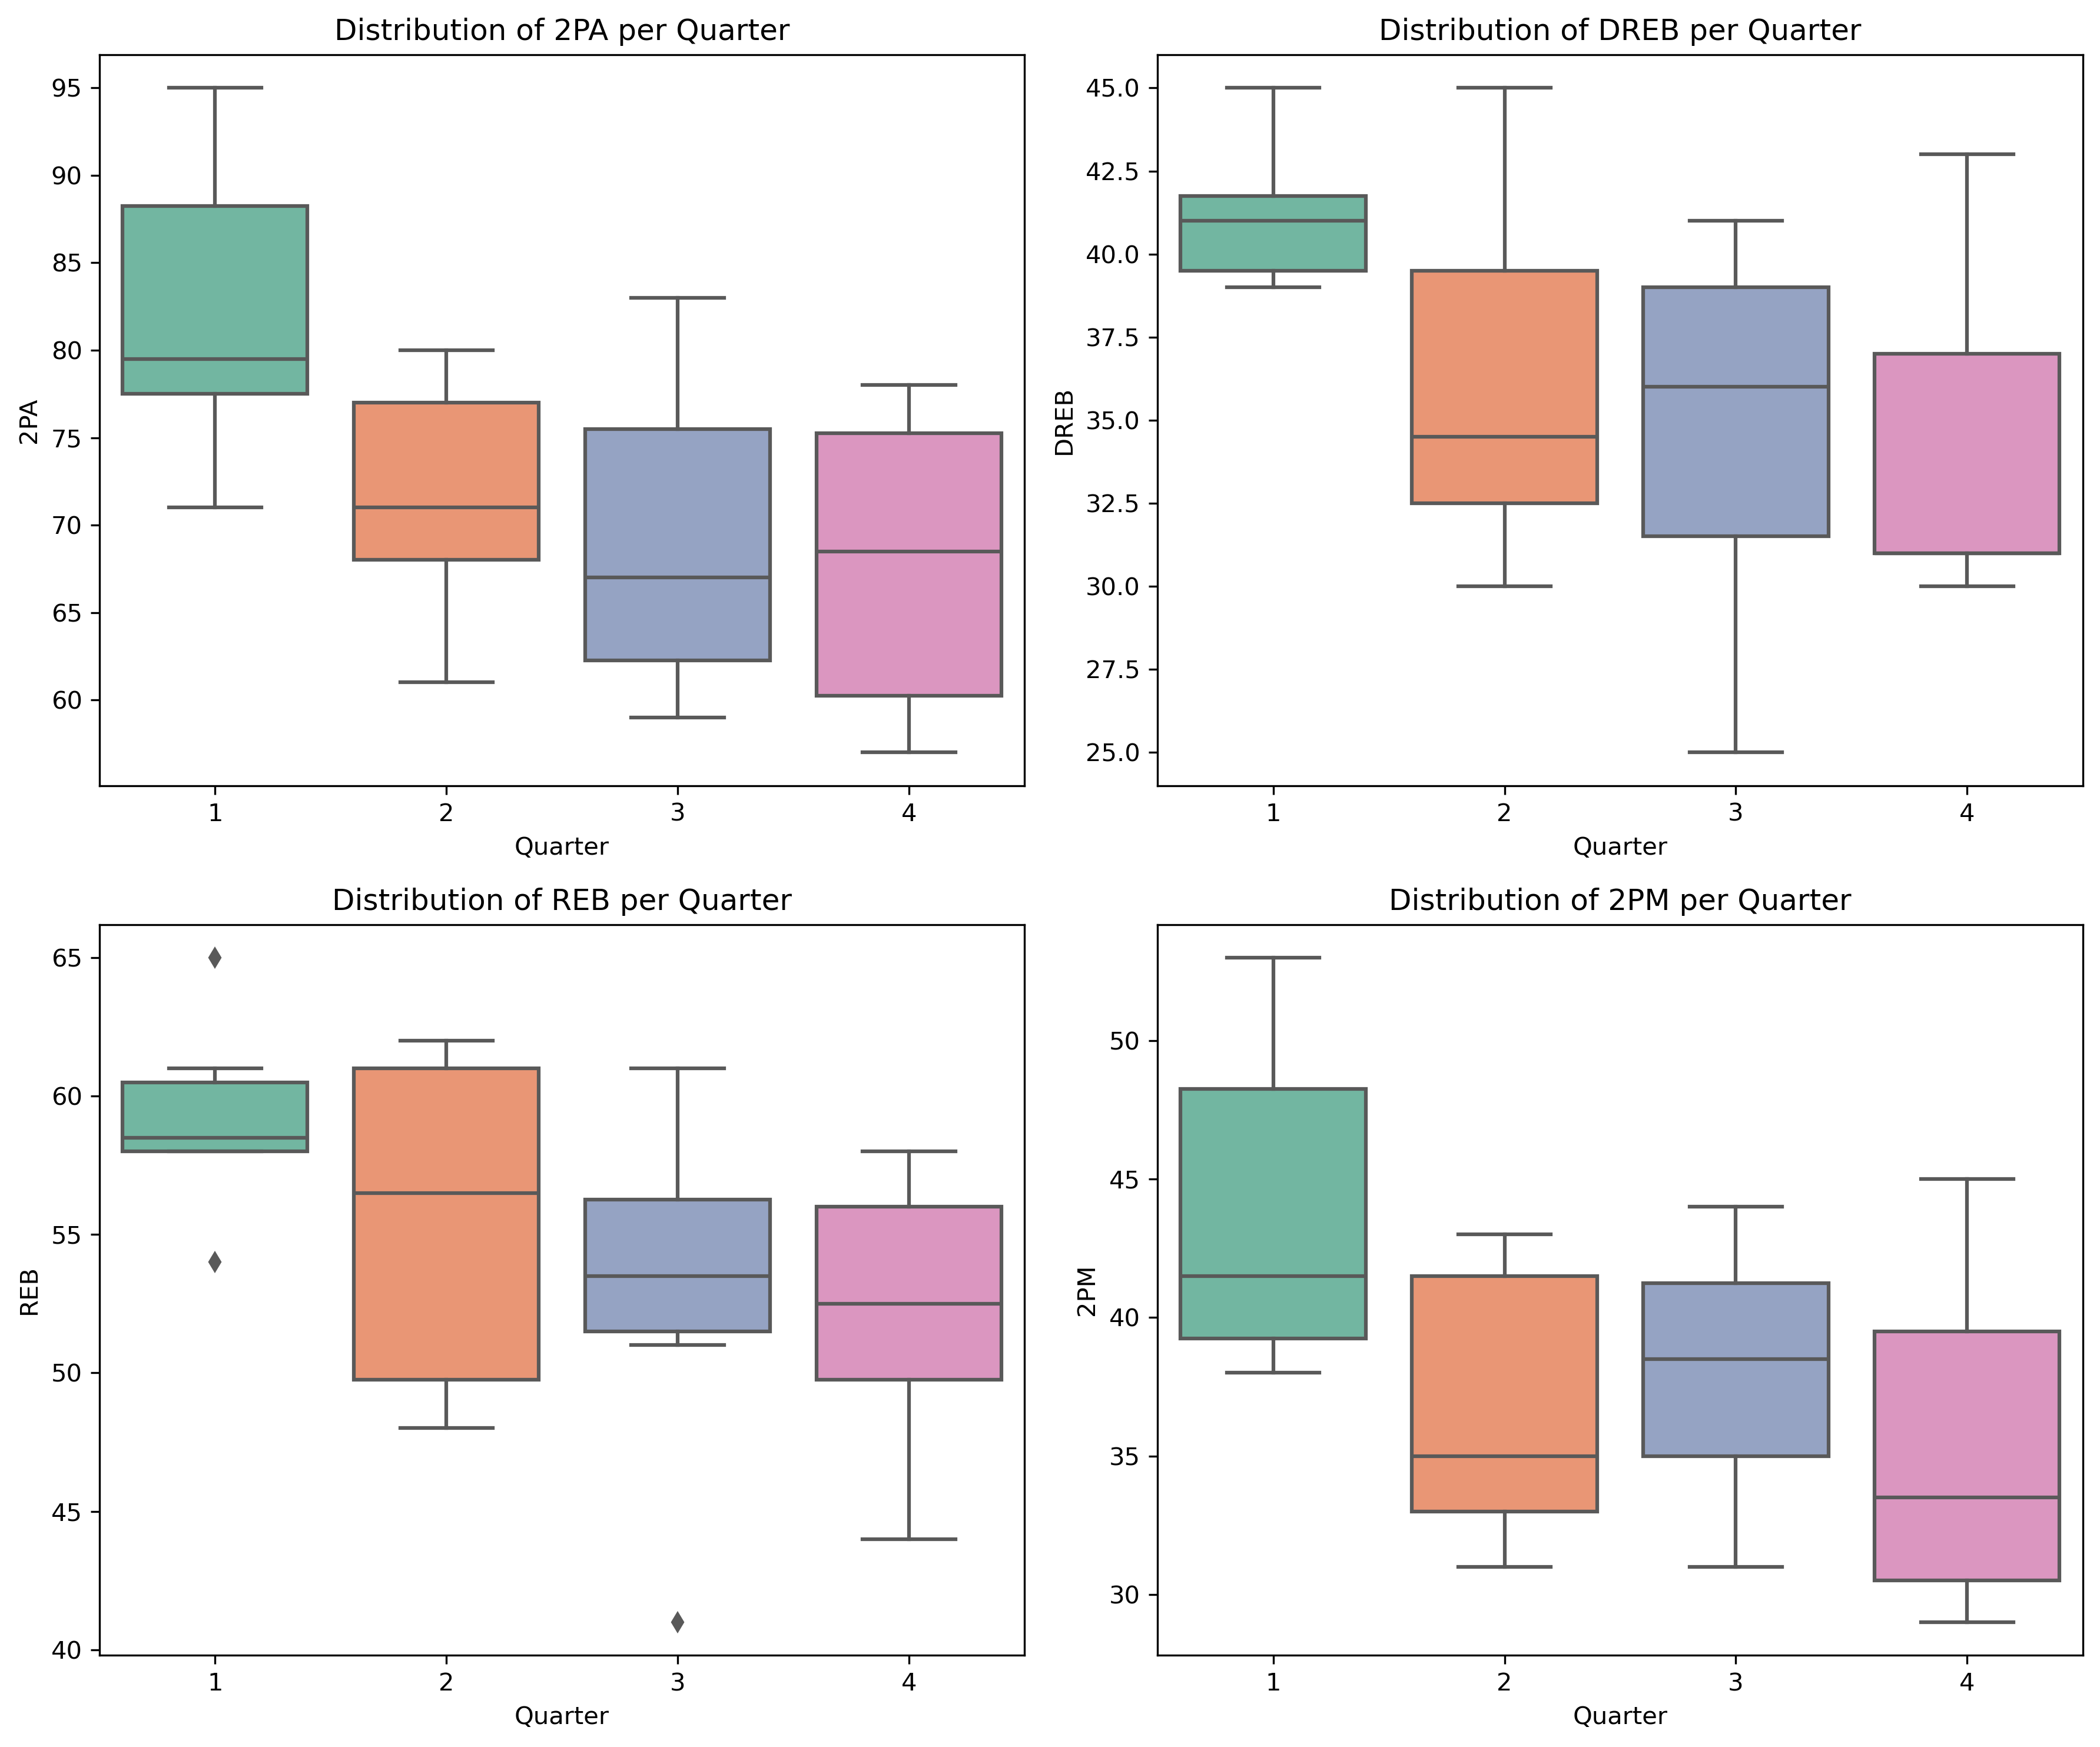 Distribution of 2PA per Quarter
95
90
85
80
75
70
65
60
2PA
1 2 3 4
Quarter
Distribution of DREB per Quarter
45.0
42.5
40.0
37.5
35.0
32.5
30.0
27.5
25.0
DREB
1 2 3 4
Quarter
Distribution of REB per Quarter
65
60
55
50
45
40
REB
1 2 3 4
Quarter
Distribution of 2PM per Quarter
50
45
40
35
30
2PM
1 2 3 4
Quarter